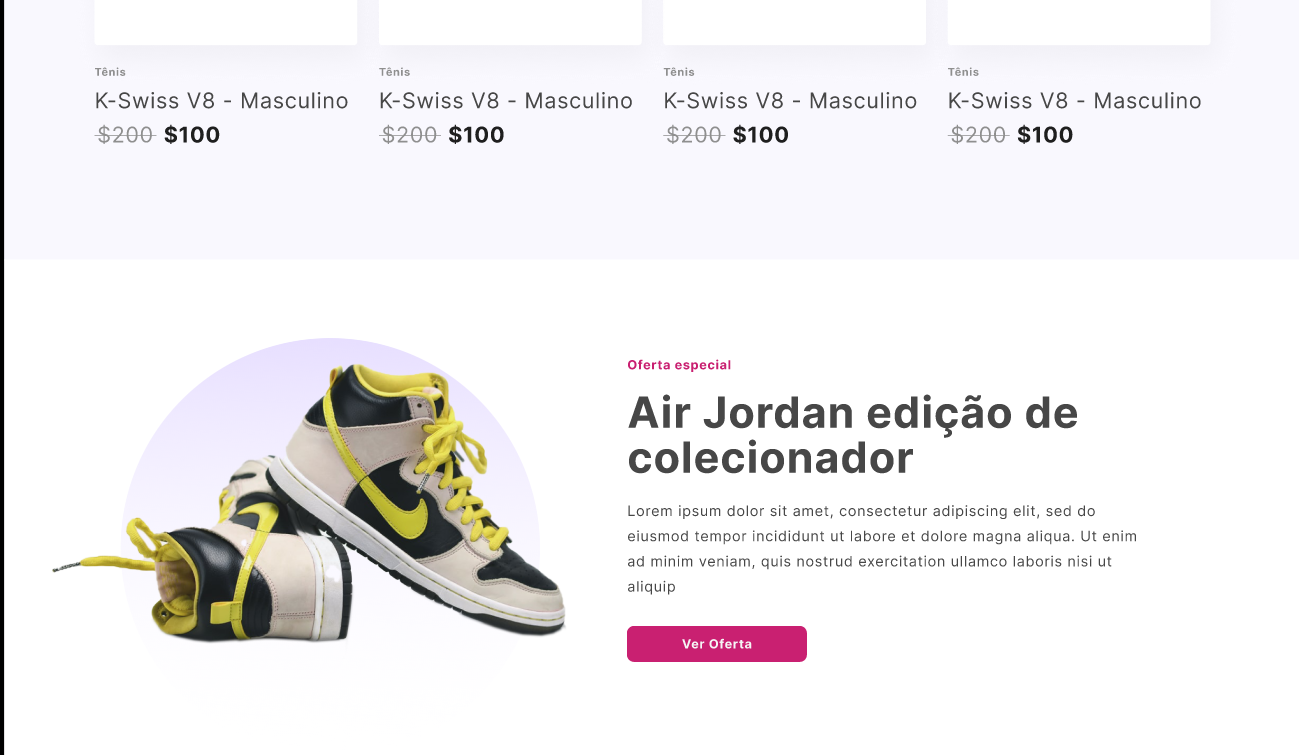 Tênis Tênis Tênis Tênis
K-Swiss V8 - Masculino K-Swiss V8 - Masculino K-Swiss V8 - Masculino K-Swiss V8 - Masculino
$200 $100 $200 $100 $200 $100 $200 $100
Oferta especial
Air Jordan edição de
colecionador
Lorem ipsum dolor sit amet, consectetur adipiscing elit, sed do
eiusmod tempor incididunt ut labore et dolore magna aliqua. Ut enim
ad minim veniam, quis nostrud exercitation ullamco laboris nisi ut
aliquip
Ver Oferta